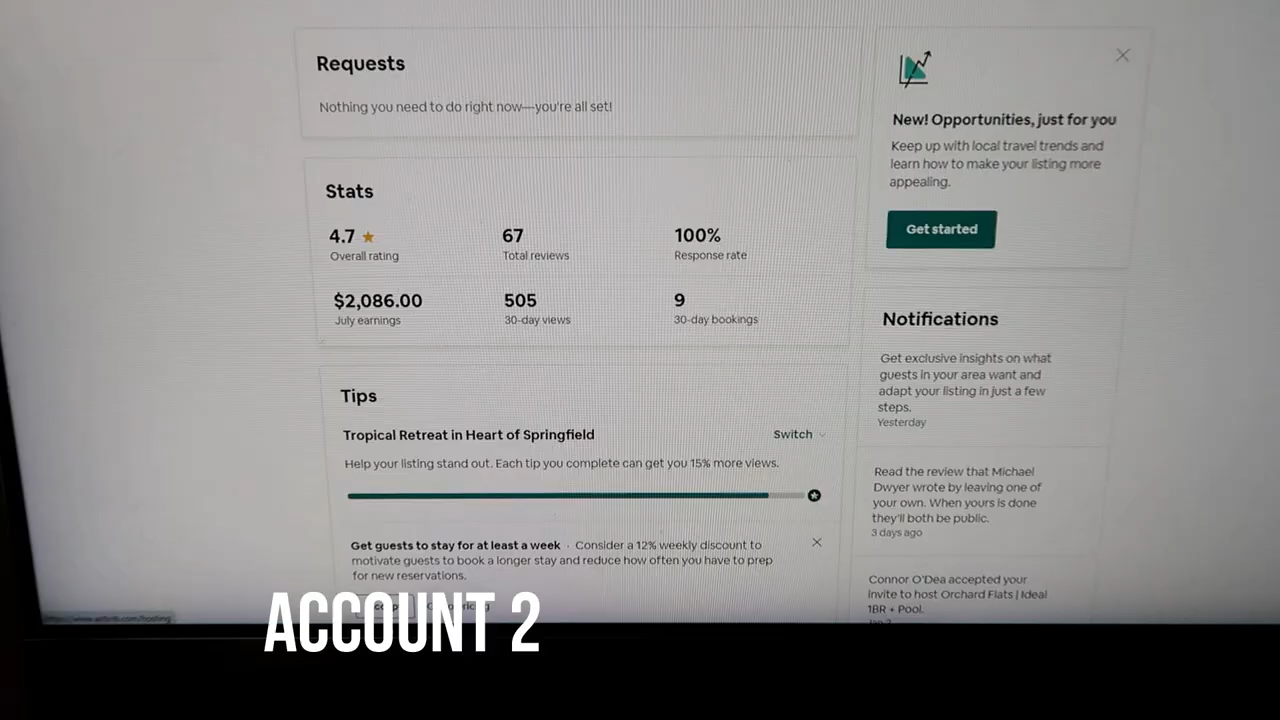 Requests
Nothing you need to do right now—you're all set!
Stats
4.7
Overall rating
67
Total reviews
100%
Response rate
$2,086.00
July earnings
505
30-day views
9
30-day bookings
Tips
Tropical Retreat in Heart of Springfield
Switch
Help your listing stand out. Each tip you complete can get you 15% more views.
Get guests to stay for at least a week · Consider a 12% weekly discount to
motivate guests to book a longer stay and reduce how often you have to prep
for new reservations.
New! Opportunities, just for you
Keep up with local travel trends and
learn how to make your listing more
appealing.
Get started
Notifications
Get exclusive insights on what
guests in your area want and
adapt your listing in just a few
steps.
Yesterday
Read the review that Michael
Dwyer wrote by leaving one of
your own. When yours is done
they'll both be public.
3 days ago
Connor O'Dea accepted your
invite to host Orchard Flats | Ideal
1BR + Pool.
https://www.airbnb.com/hosting
ACCOUNT 2